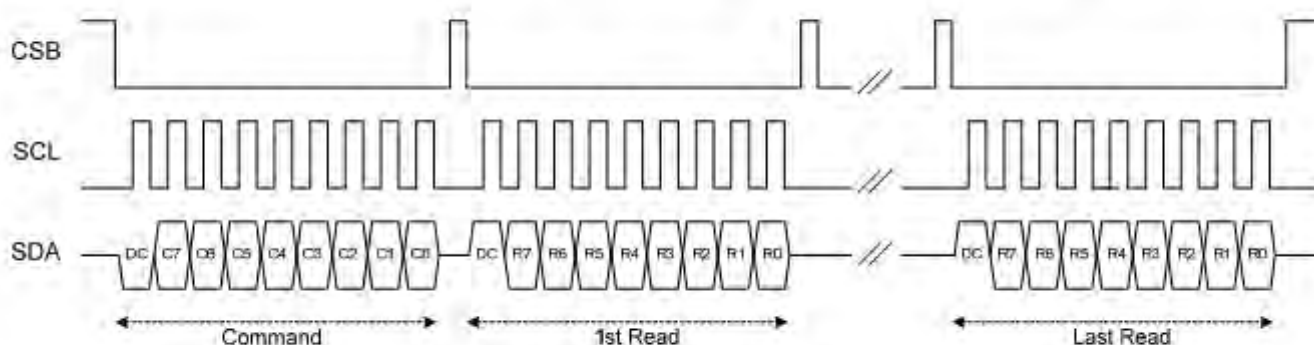 CSB
SCL
SDA DC C7 C6 C5 C4 C3 C2 C1 C0 DC R7 R6 R5 R4 R3 R2 R1 R0 DC R7 R6 R5 R4 R3 R2 R1 R0
Command 1st Read Last Read